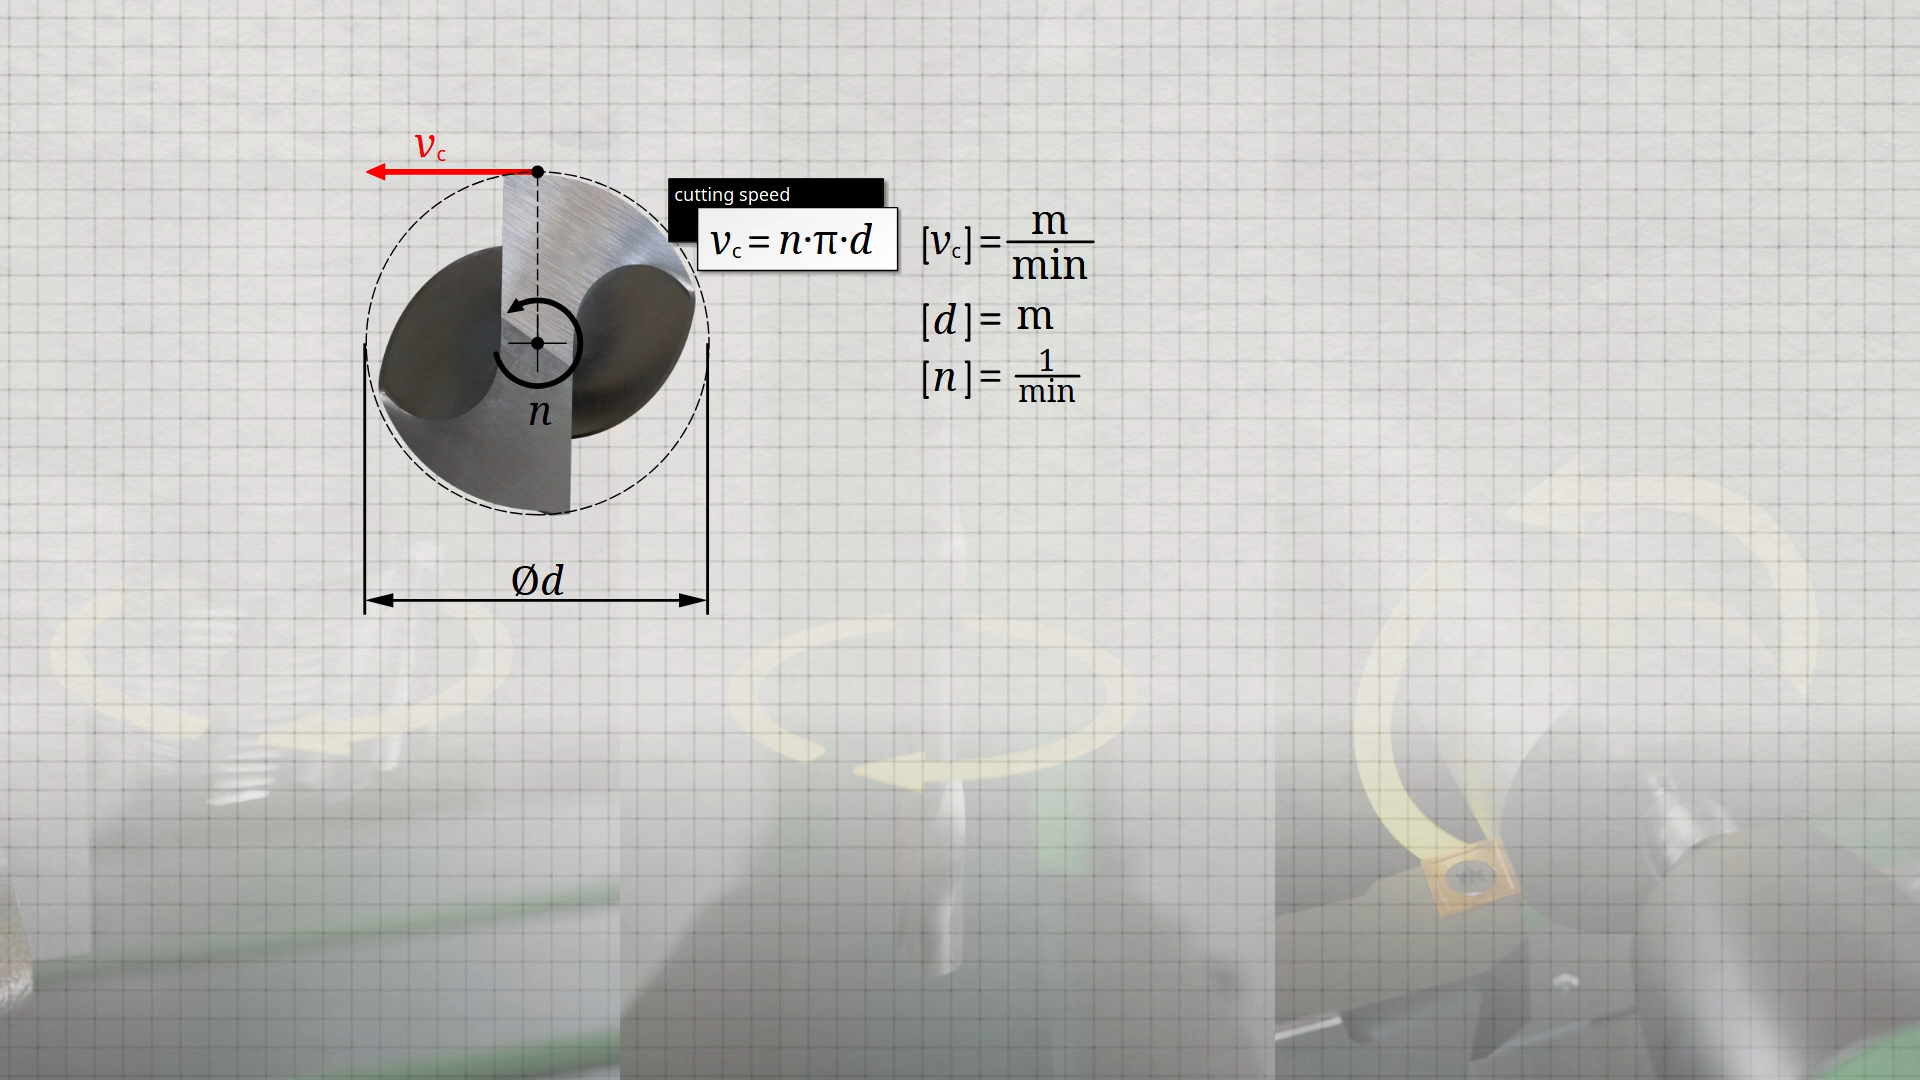 v_c
cutting speed
v_c = n·π·d
[v_c] = m/min
[d] = m
[n] = 1/min
n
Ød